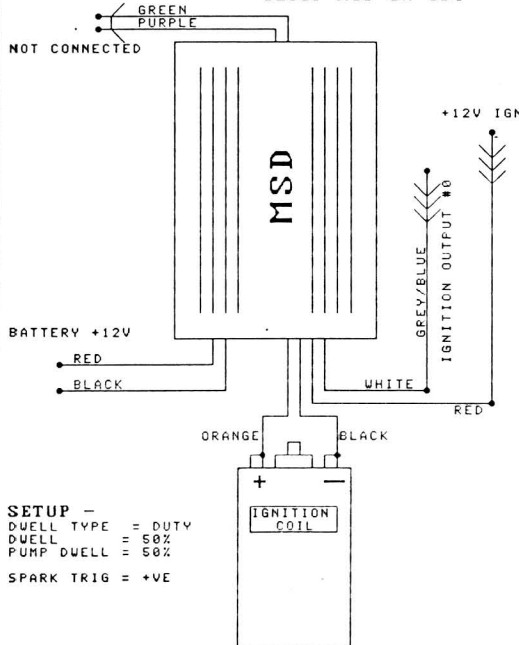 GREEN
PURPLE
NOT CONNECTED
+12V IGN
MSD
GREY/BLUE
IGNITION OUTPUT #0
BATTERY +12V
RED
BLACK
WHITE
RED
ORANGE
BLACK
+ —
IGNITION
COIL
SETUP -
DWELL TYPE = DUTY
DWELL = 50%
PUMP DWELL = 50%
SPARK TRIG = +VE